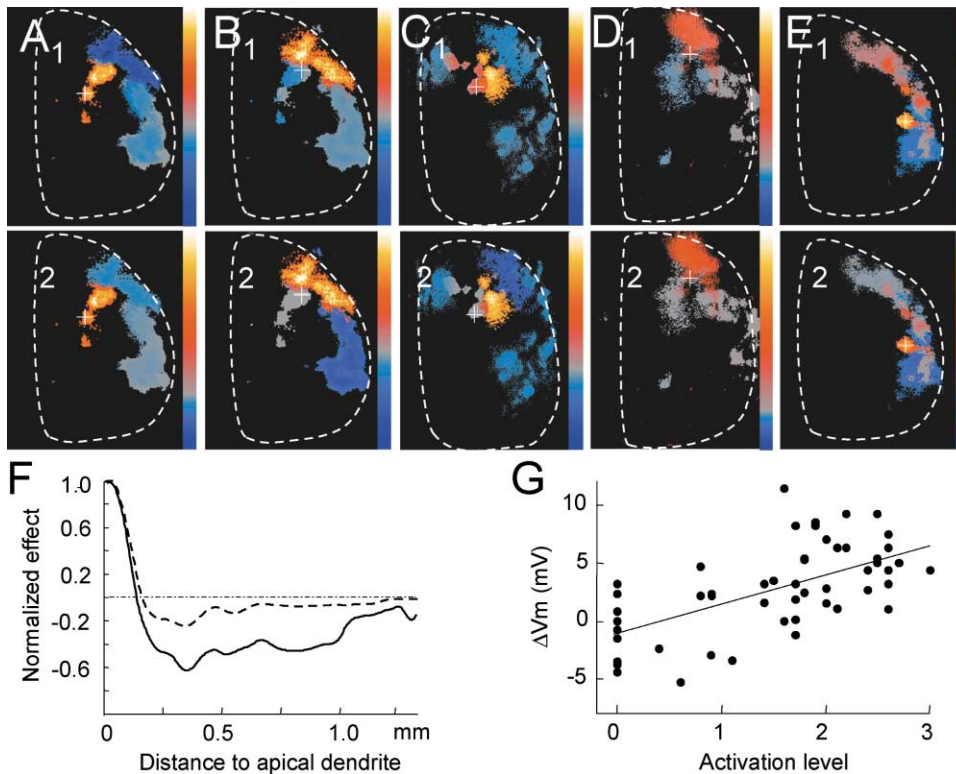 A1 B1 C1 D1 E1
2 2 2 2 2
F
1.0
0.6
0.2
-0.2
-0.6
Normalized effect
0 0.5 1.0 mm
Distance to apical dendrite
G
10
5
0
-5
ΔVm (mV)
0 1 2 3
Activation level